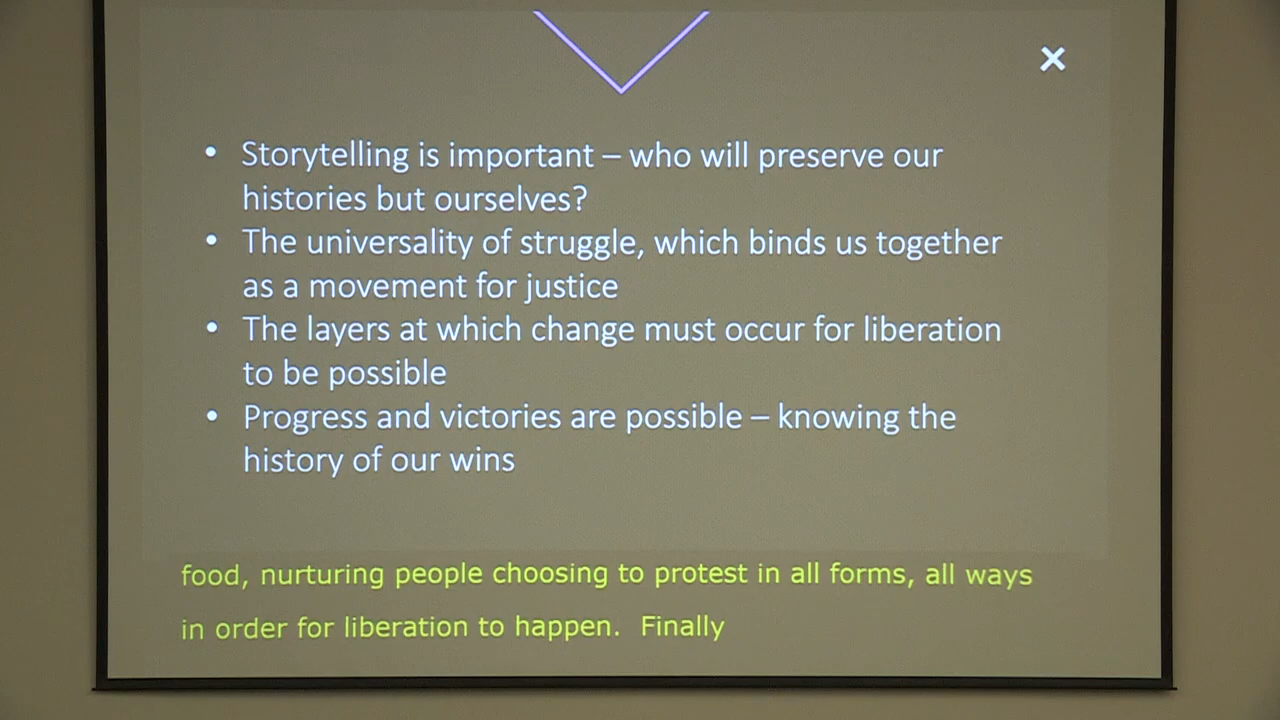 • Storytelling is important – who will preserve our
histories but ourselves?
• The universality of struggle, which binds us together
as a movement for justice
• The layers at which change must occur for liberation
to be possible
• Progress and victories are possible – knowing the
history of our wins
food, nurturing people choosing to protest in all forms, all ways
in order for liberation to happen.  Finally